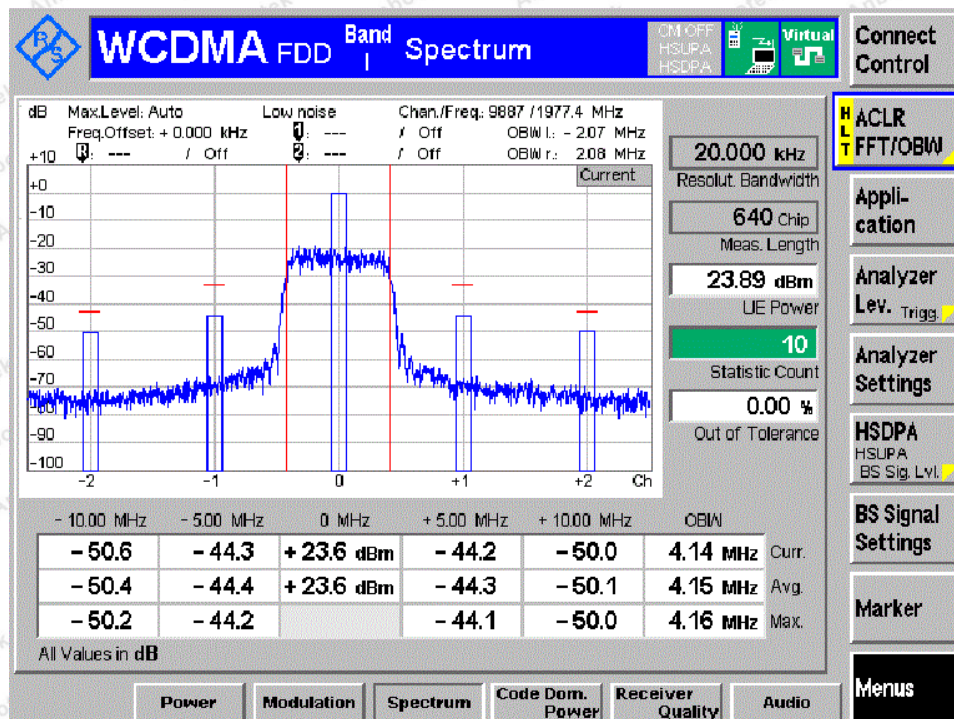 R&S
WCDMA FDD Band I Spectrum
CM OFF
HSUPA
HSDPA
Virtual
Connect Control
dB Max.Level: Auto Low noise Chan./Freq.: 9887 / 1977.4 MHz
Freq.Offset: + 0.000 kHz 1: --- / Off OBW l.: - 2.07 MHz
R: --- / Off 2: --- / Off OBW r.: 2.08 MHz
Current
+10
+0
-10
-20
-30
-40
-50
-60
-70
-80
-90
-100
-2 -1 0 +1 +2 Ch
20.000 kHz
Resolut. Bandwidth
640 Chip
Meas. Length
23.89 dBm
UE Power
10
Statistic Count
0.00 %
Out of Tolerance
- 10.00 MHz - 5.00 MHz 0 MHz + 5.00 MHz + 10.00 MHz OBW
- 50.6 - 44.3 + 23.6 dBm - 44.2 - 50.0 4.14 MHz Curr.
- 50.4 - 44.4 + 23.6 dBm - 44.3 - 50.1 4.15 MHz Avg.
- 50.2 - 44.2 - 44.1 - 50.0 4.16 MHz Max.
All Values in dB
HLT
ACLR
FFT/OBW
Appli-
cation
Analyzer
Lev. Trigg.
Analyzer
Settings
HSDPA
HSUPA
BS Sig. Lvl.
BS Signal
Settings
Marker
Menus
Power Modulation Spectrum Code Dom. Power Receiver Quality Audio